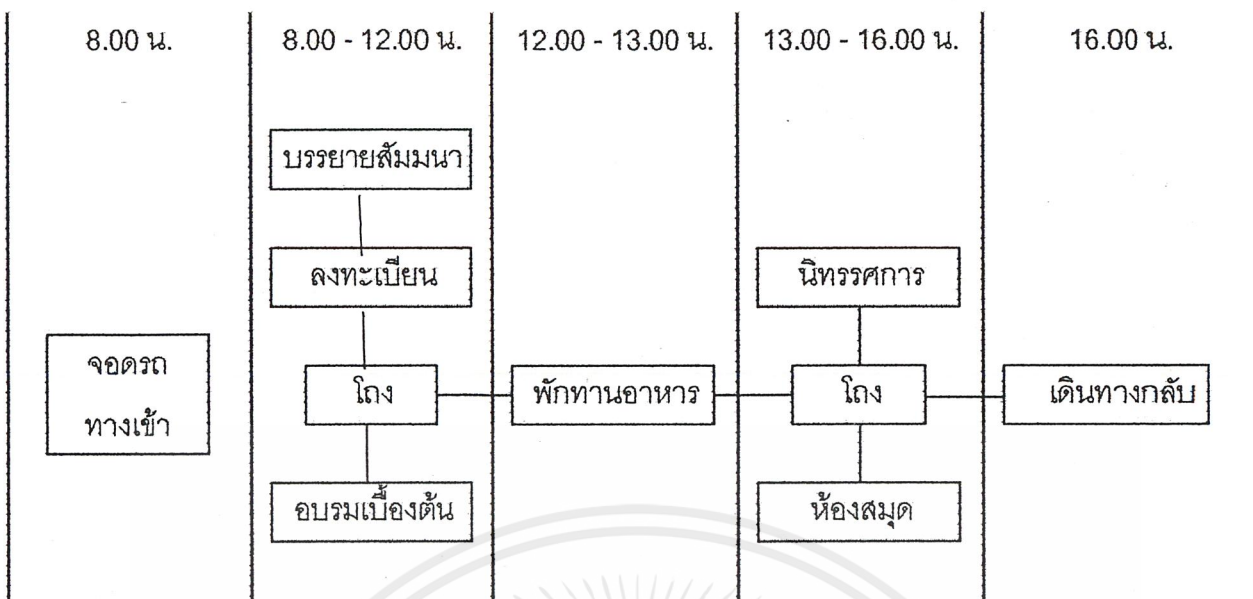 8.00 น.
8.00 - 12.00 น.
12.00 - 13.00 น.
13.00 - 16.00 น.
16.00 น.
บรรยายสัมมนา
ลงทะเบียน
นิทรรศการ
จอดรถ
ทางเข้า
โถง
พักทานอาหาร
โถง
เดินทางกลับ
อบรมเบื้องต้น
ห้องสมุด